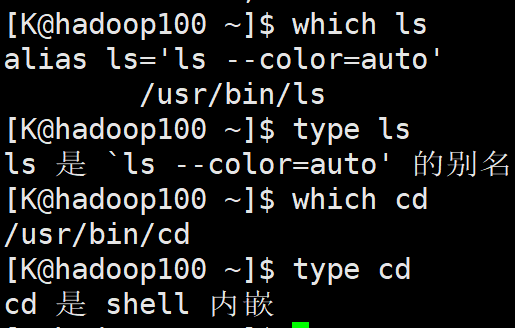 [K@hadoop100 ~]$ which ls
alias ls='ls --color=auto'
        /usr/bin/ls
[K@hadoop100 ~]$ type ls
ls 是 `ls --color=auto' 的别名
[K@hadoop100 ~]$ which cd
/usr/bin/cd
[K@hadoop100 ~]$ type cd
cd 是 shell 内嵌